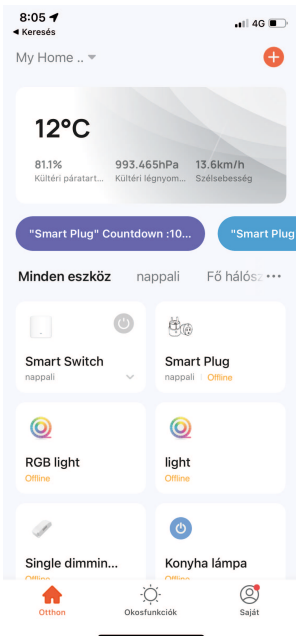 8:05
4G
◀ Keresés
My Home .. ▼
12°C
81.1% 993.465hPa 13.6km/h
Kültéri páratart... Kültéri légnyom... Szélsebesség
"Smart Plug" Countdown :10... "Smart Plug
Minden eszköz nappali Fő hálósz •••
Smart Switch Smart Plug
nappali nappali | Offline
RGB light light
Offline Offline
Single dimmin... Konyha lámpa
Offline Offline
Otthon Okosfunkciók Saját